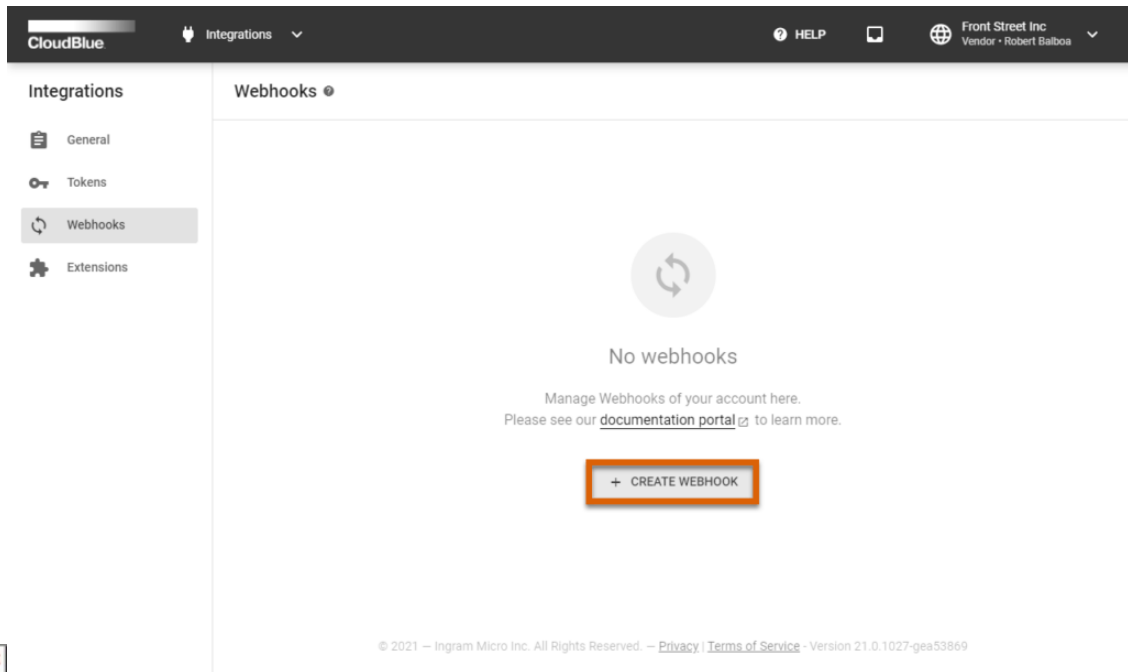 CloudBlue
Integrations
HELP
Front Street Inc
Vendor • Robert Balboa
Integrations
General
Tokens
Webhooks
Extensions
Webhooks
No webhooks
Manage Webhooks of your account here.
Please see our documentation portal to learn more.
+ CREATE WEBHOOK
© 2021 – Ingram Micro Inc. All Rights Reserved. – Privacy | Terms of Service - Version 21.0.1027-gea53869